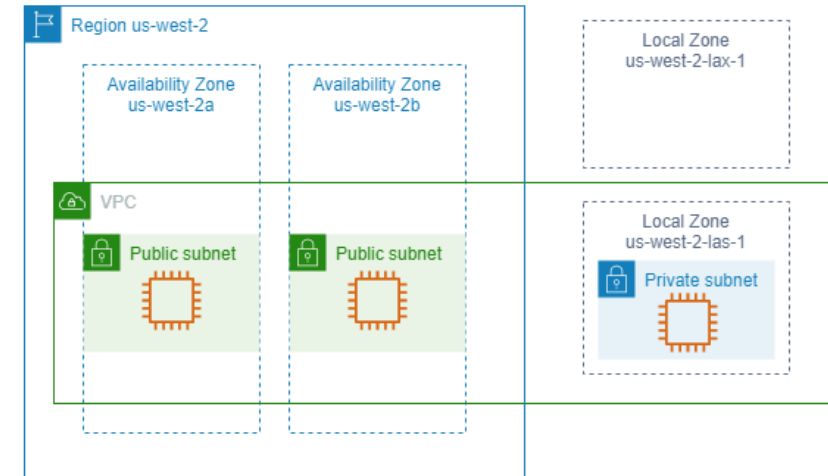 Region us-west-2
Availability Zone
us-west-2a
Availability Zone
us-west-2b
Local Zone
us-west-2-lax-1
VPC
Public subnet
Public subnet
Local Zone
us-west-2-las-1
Private subnet